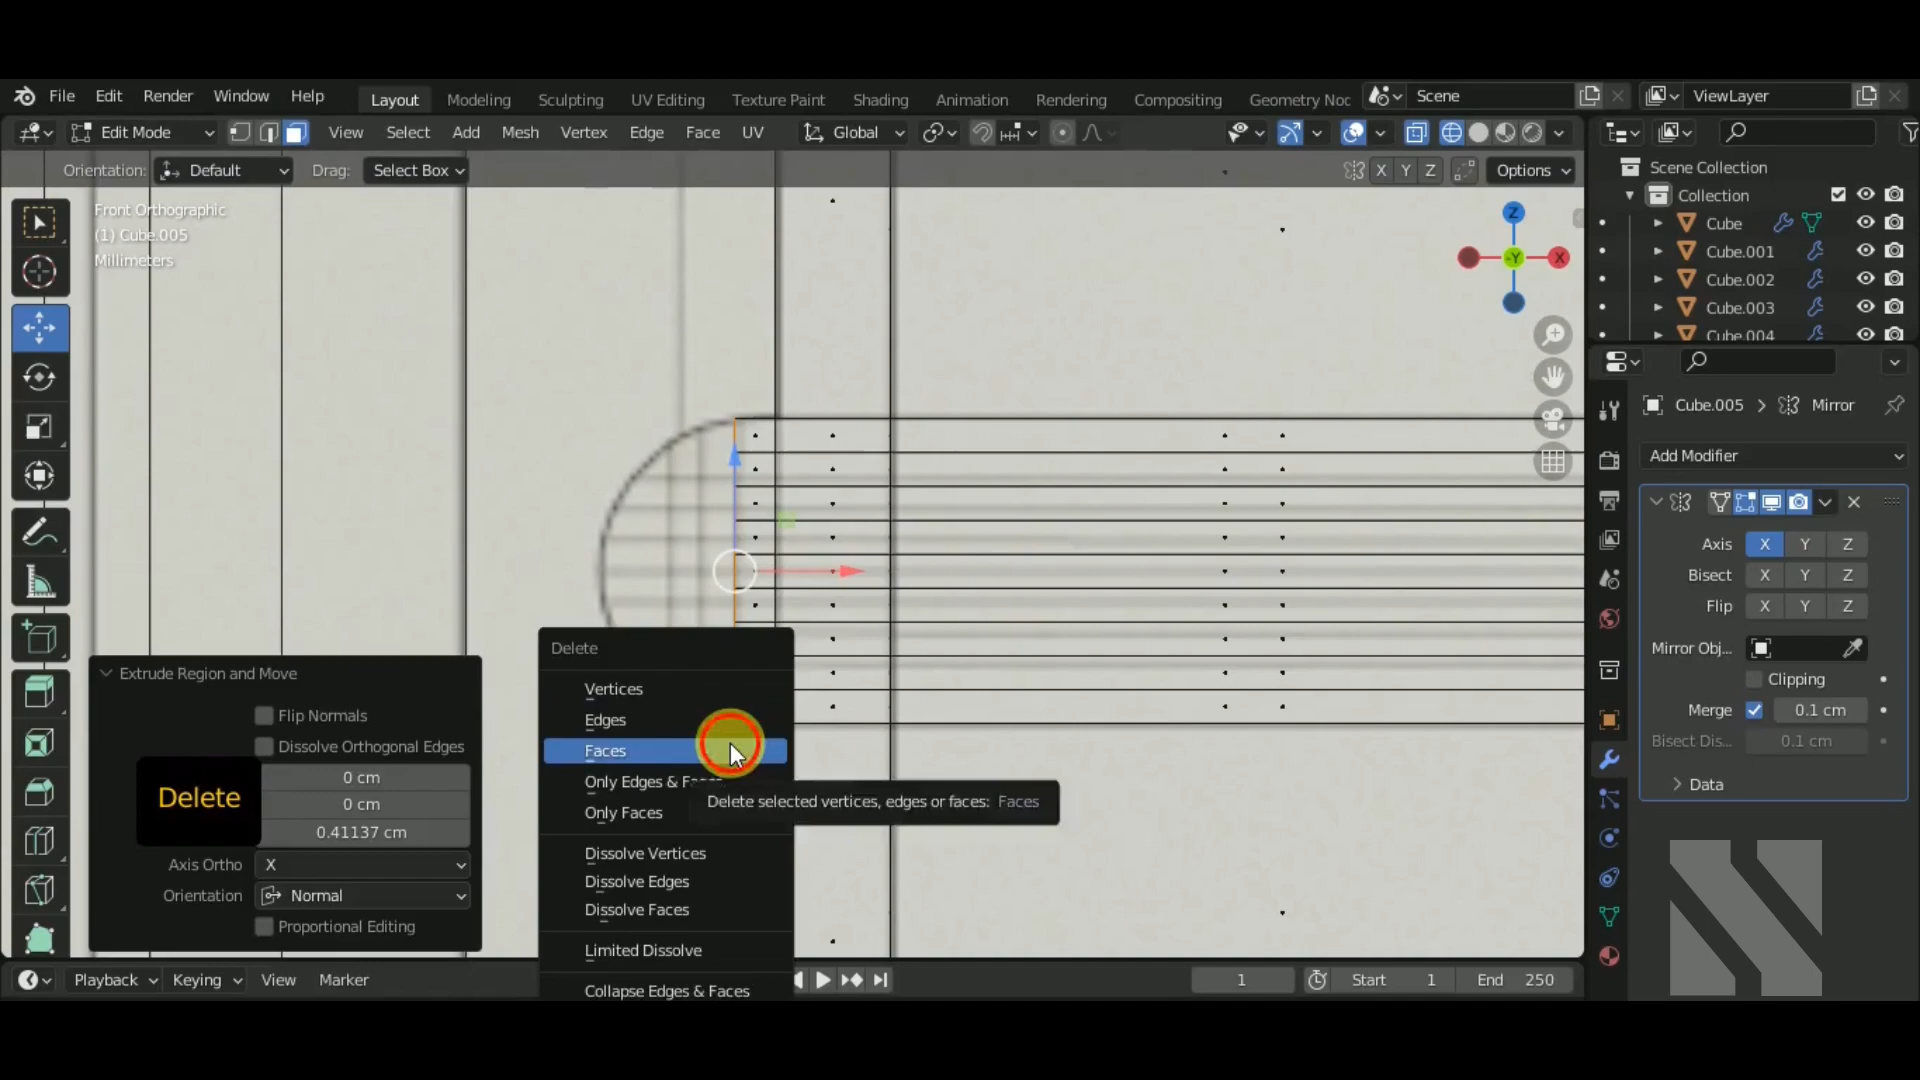 File Edit Render Window Help Layout Modeling Sculpting UV Editing Texture Paint Shading Animation Rendering Compositing Geometry Noc Scene ViewLayer
Edit Mode View Select Add Mesh Vertex Edge Face UV Global
Orientation: Default Drag: Select Box X Y Z Options
Front Orthographic
(1) Cube.005
Millimeters
Z
-Y
X
Scene Collection
Collection
Cube
Cube.001
Cube.002
Cube.003
Cube.004
Cube.005 Mirror
Add Modifier
Axis X Y Z
Bisect X Y Z
Flip X Y Z
Mirror Obj...
Clipping
Merge 0.1 cm
Bisect Dis... 0.1 cm
Data
Extrude Region and Move
Flip Normals
Dissolve Orthogonal Edges
0 cm
0 cm
0.41137 cm
Axis Ortho X
Orientation Normal
Proportional Editing
Delete
Delete
Vertices
Edges
Faces
Only Edges & Faces
Only Faces
Dissolve Vertices
Dissolve Edges
Dissolve Faces
Limited Dissolve
Collapse Edges & Faces
Delete selected vertices, edges or faces: Faces
Playback Keying View Marker 1 Start 1 End 250